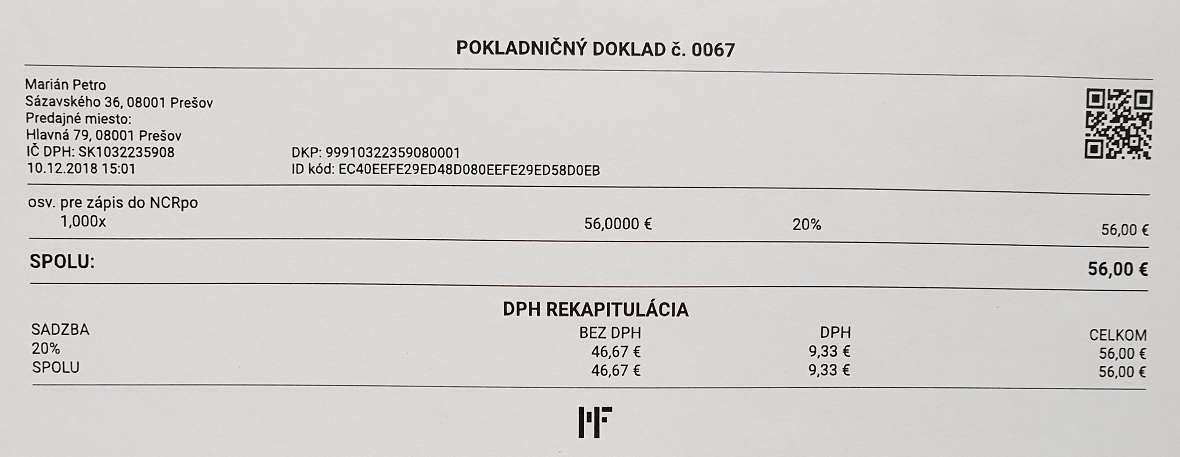 POKLADNIČNÝ DOKLAD č. 0067
Marián Petro
Sázavského 36, 08001 Prešov
Predajné miesto:
Hlavná 79, 08001 Prešov
IČ DPH: SK1032235908 DKP: 99910322359080001
10.12.2018 15:01 ID kód: EC40EEFE29ED48D080EEFE29ED58D0EB
osv. pre zápis do NCRpo
1,000x 56,0000 € 20% 56,00 €
SPOLU: 56,00 €
DPH REKAPITULÁCIA
SADZBA BEZ DPH DPH CELKOM
20% 46,67 € 9,33 € 56,00 €
SPOLU 46,67 € 9,33 € 56,00 €
MF